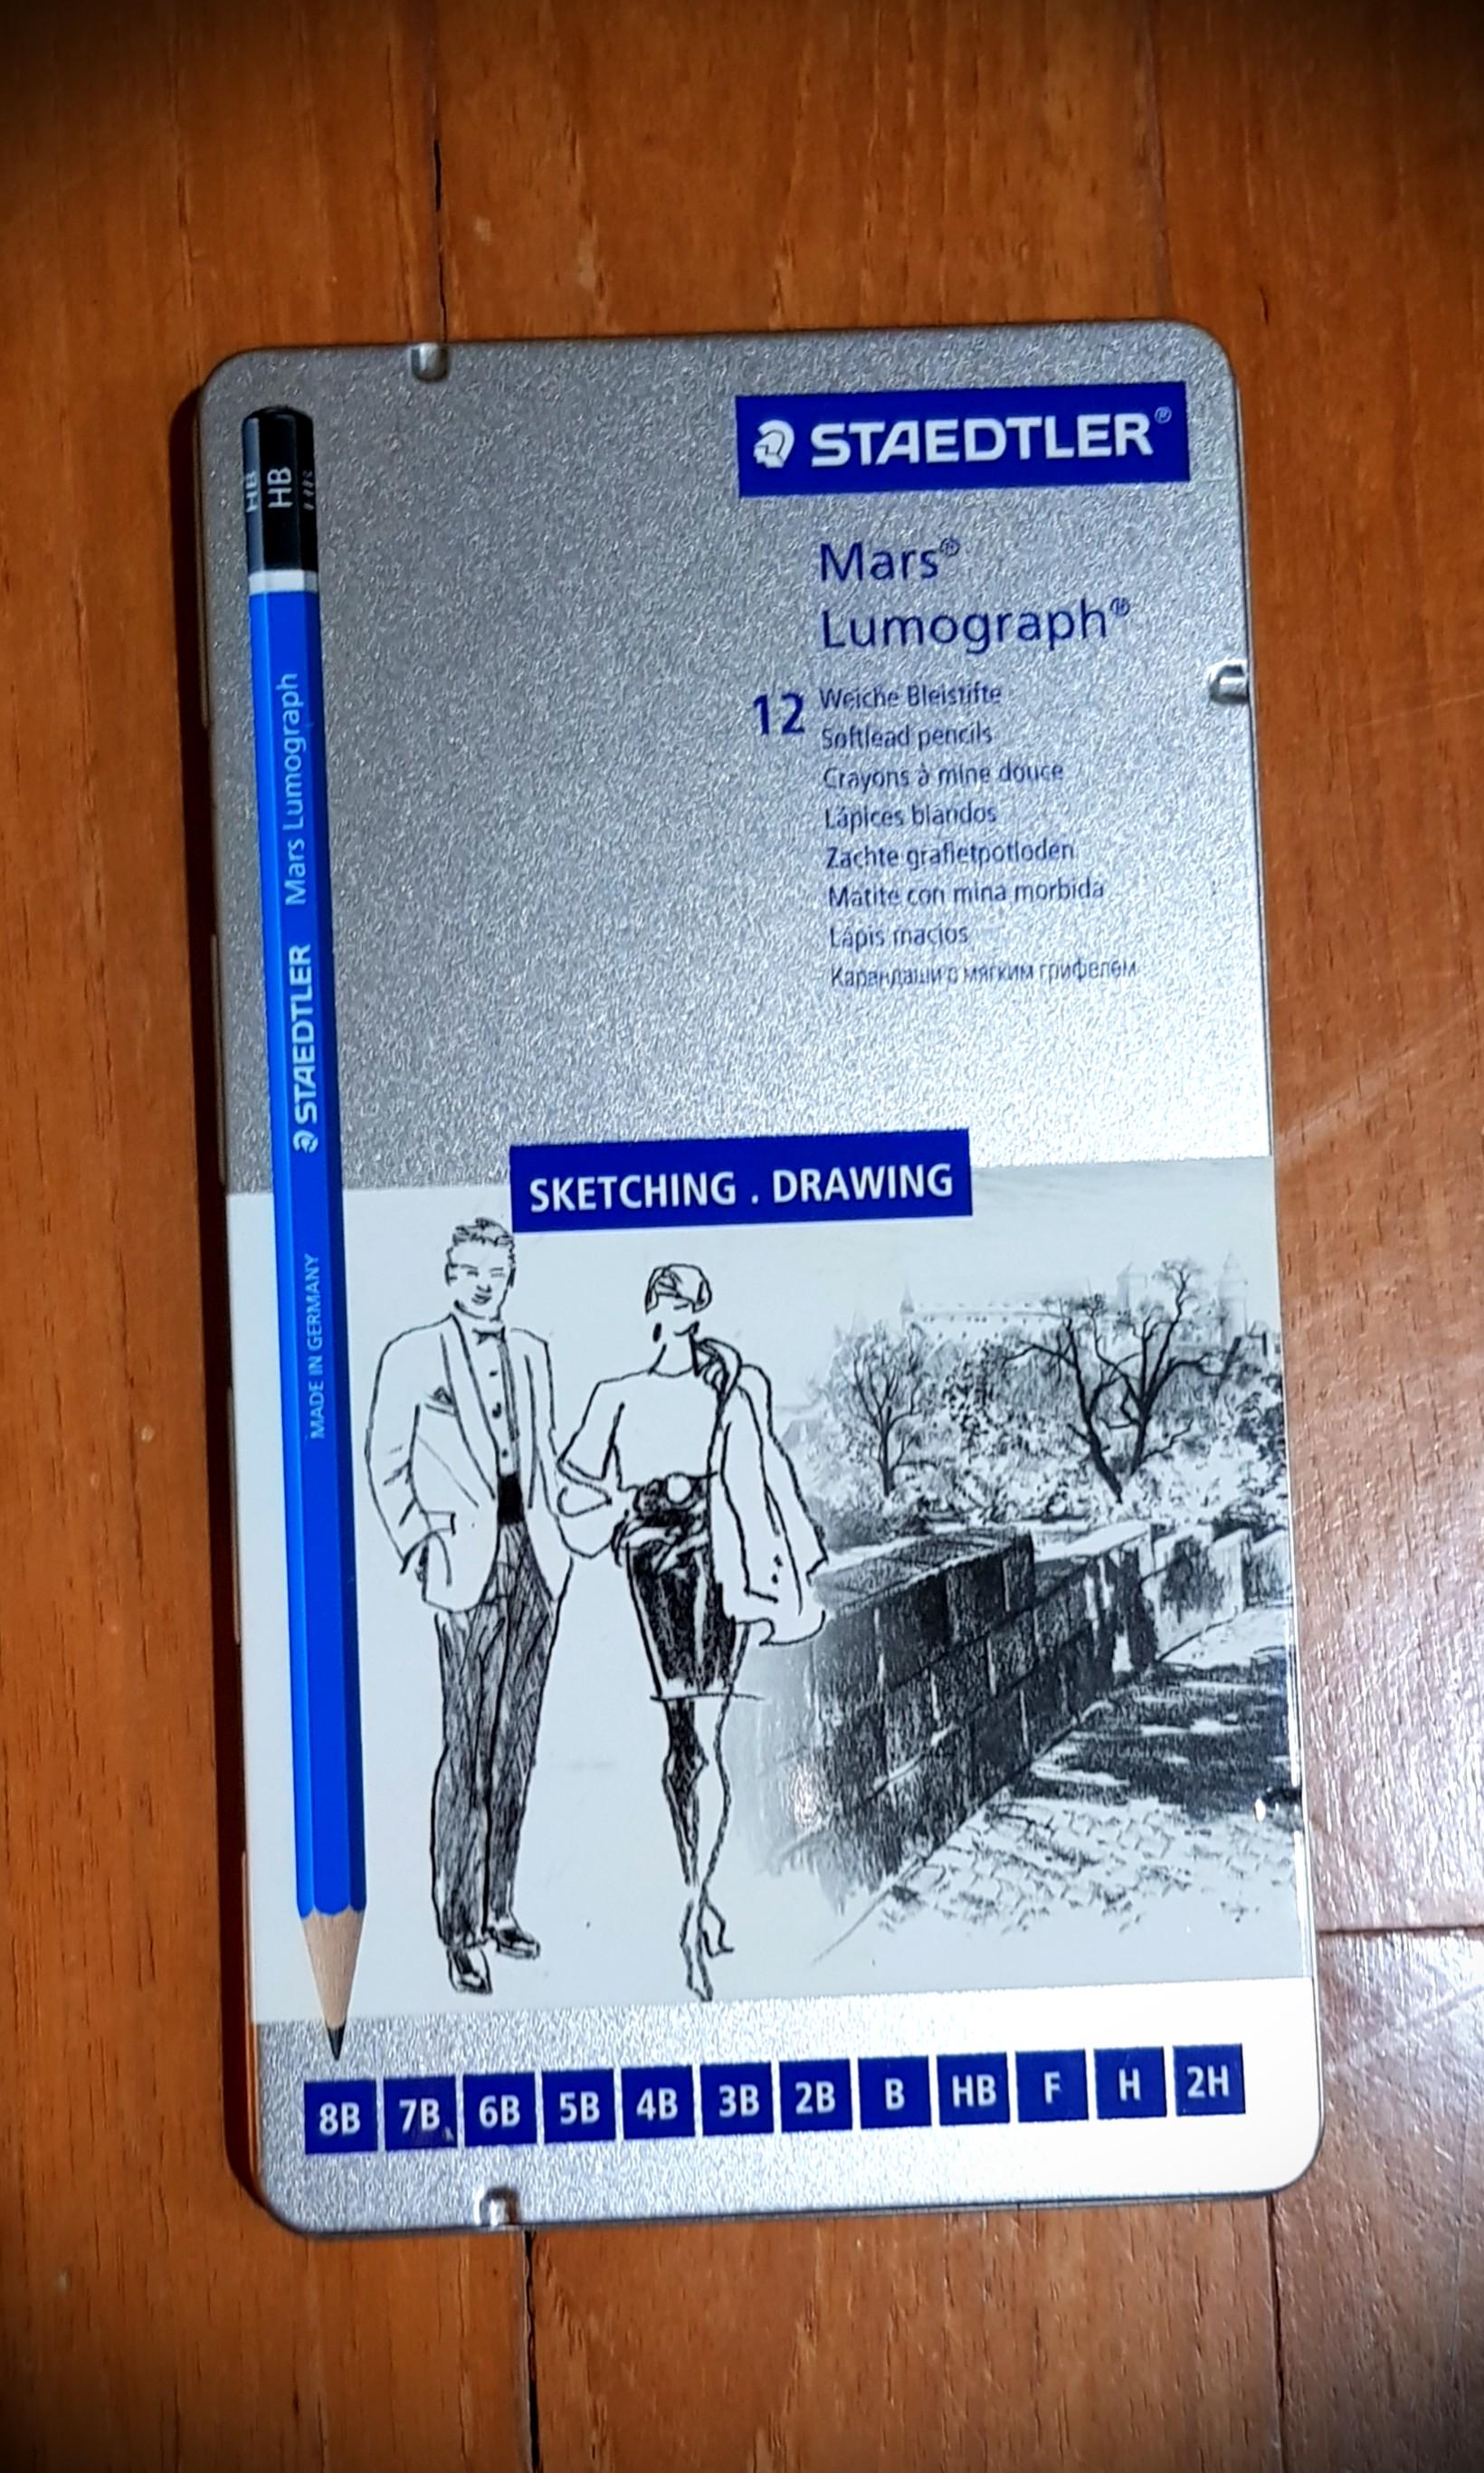 STAEDTLER®
Mars®
Lumograph®
12 Weiche Bleistifte
Softlead pencils
Crayons à mine douce
Lápices blandos
Zachte grafietpotloden
Matite con mina morbida
Lápis macios
Карандаши с мягким грифелем
HB HB HB
STAEDTLER Mars Lumograph
MADE IN GERMANY
SKETCHING . DRAWING
8B 7B 6B 5B 4B 3B 2B B HB F H 2H